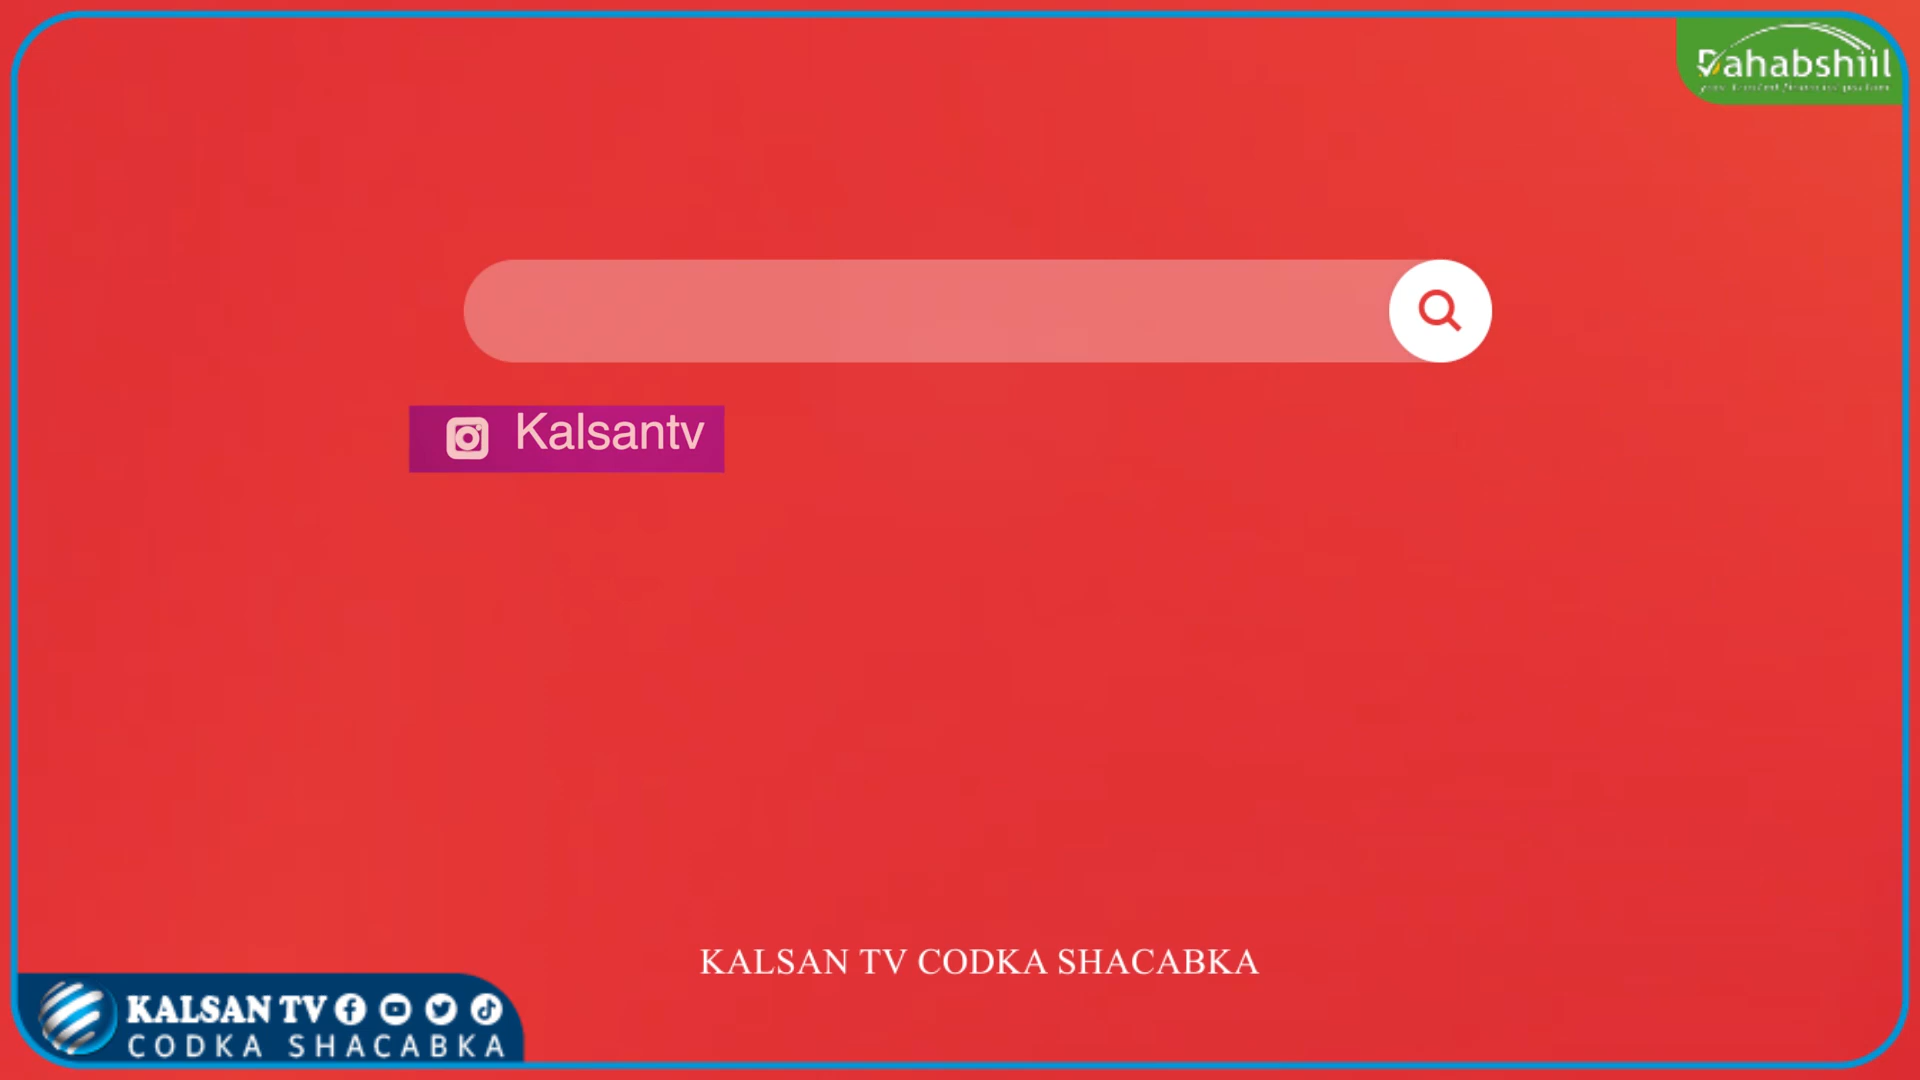 Dahabshiil
Kalsantv
KALSAN TV CODKA SHACABKA
KALSAN TV
CODKA SHACABKA